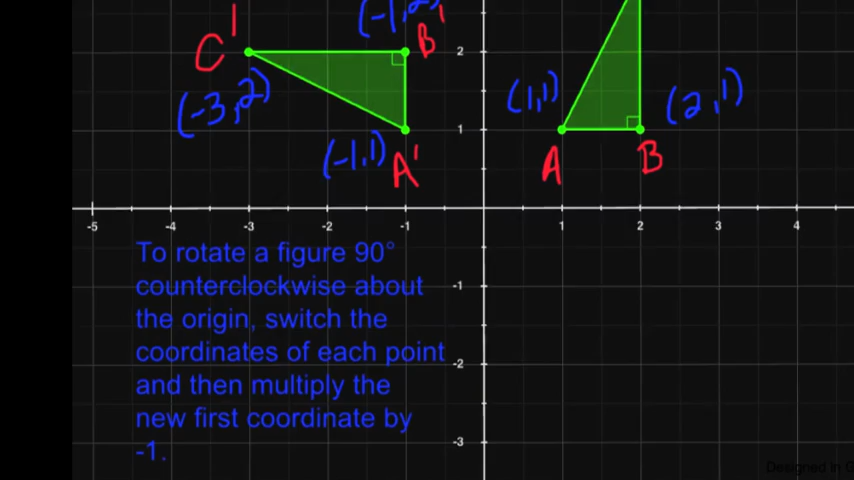 C'
(-1,2)
B'
2
(-3,2)
(1,1)
(2,1)
1
(-1,1)
A'
A
B
-5 -4 -3 -2 -1 1 2 3 4
To rotate a figure 90°
counterclockwise about
the origin, switch the
coordinates of each point
and then multiply the
new first coordinate by
-1.
-1
-2
-3
Designed in G